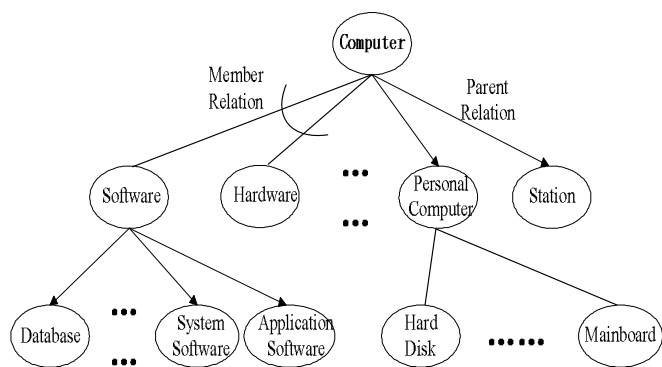 Computer
Member
Relation
Parent
Relation
Software
Hardware
...
...
Personal
Computer
Station
Database
...
...
System
Software
Application
Software
Hard
Disk
......
Mainboard